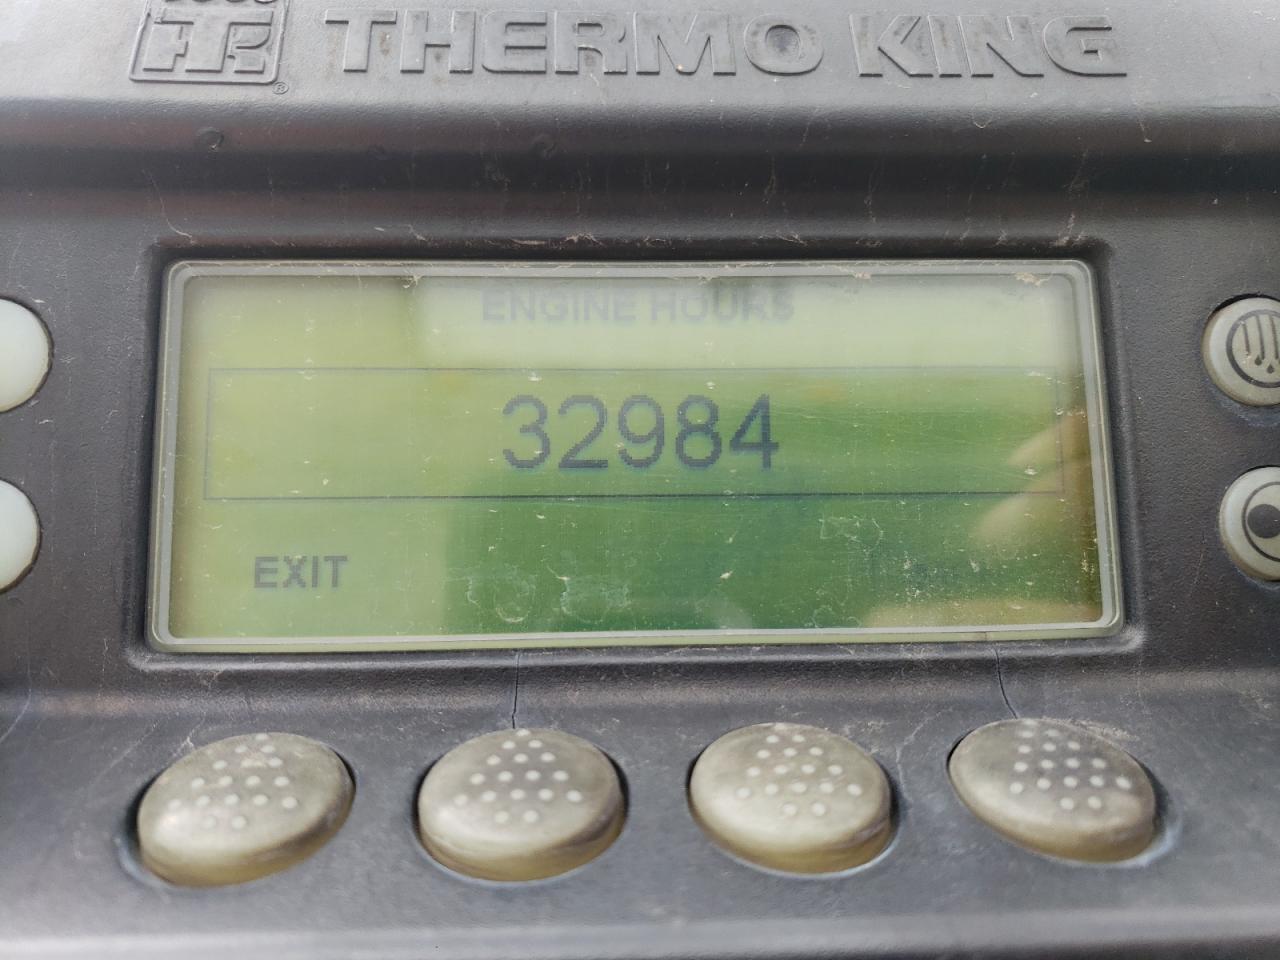 THERMO KING
ENGINE HOURS
32984
EXIT